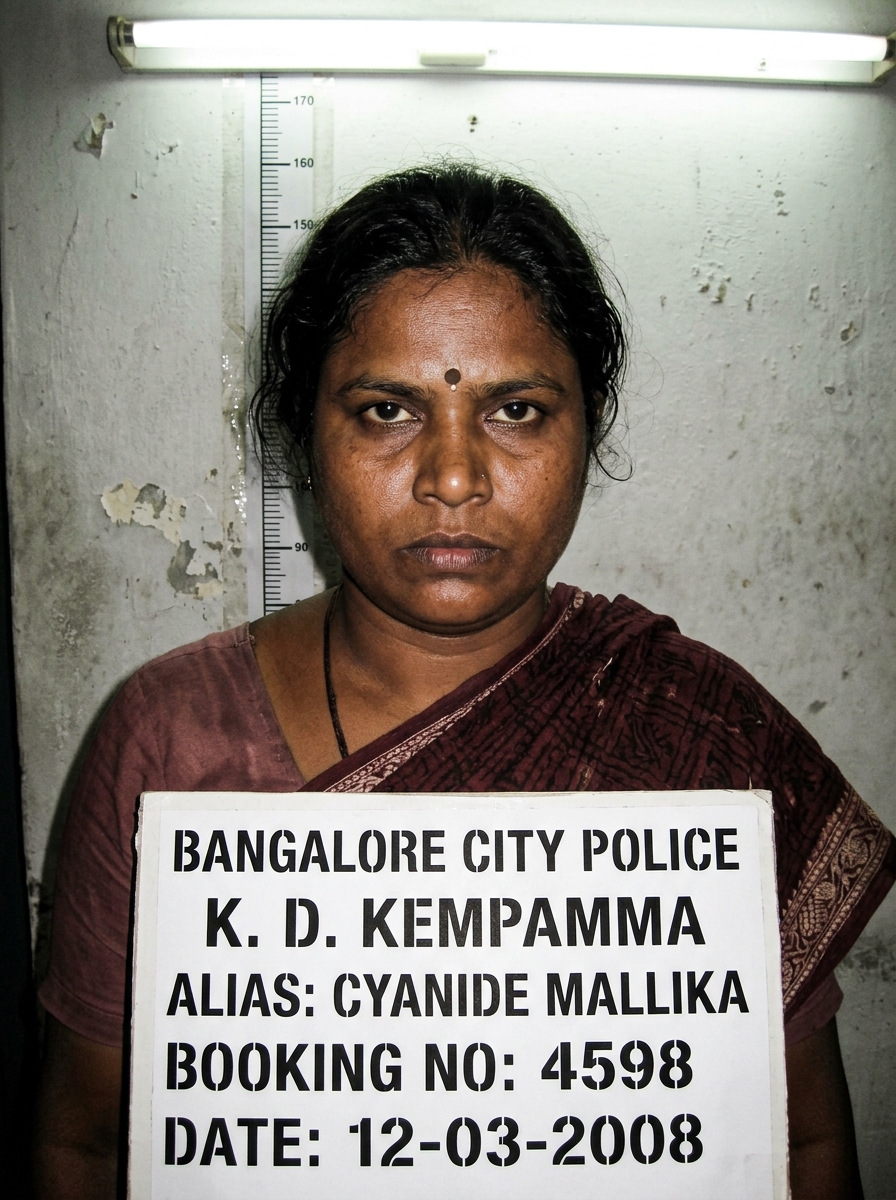 170
160
150
90
BANGALORE CITY POLICE
K. D. KEMPAMMA
ALIAS: CYANIDE MALLIKA
BOOKING NO: 4598
DATE: 12-03-2008